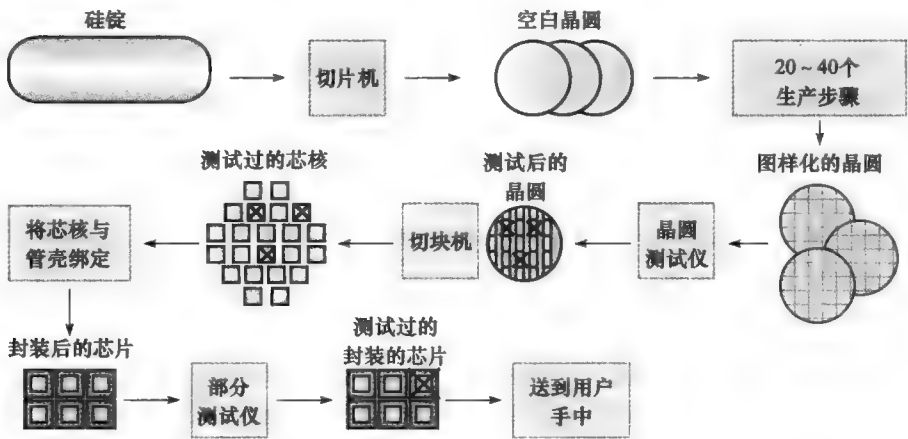 硅锭
切片机
空白晶圆
20~40个
生产步骤
图样化的晶圆
晶圆
测试仪
测试后的
晶圆
切块机
测试过的芯核
将芯核与
管壳绑定
封装后的芯片
部分
测试仪
测试过的
封装的芯片
送到用户
手中